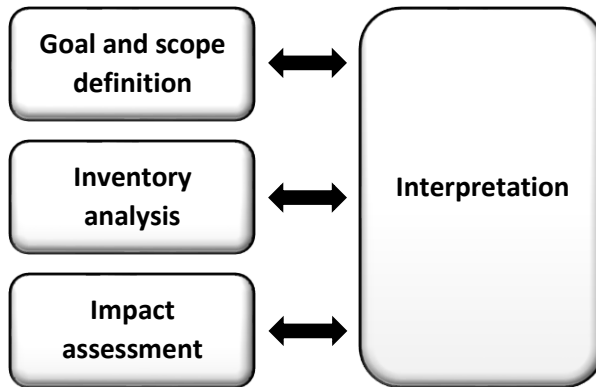 Goal and scope
definition
Inventory
analysis
Impact
assessment
Interpretation